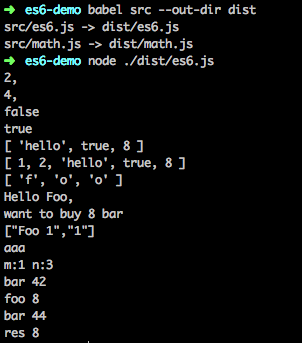 ➜ es6-demo babel src --out-dir dist
src/es6.js -> dist/es6.js
src/math.js -> dist/math.js
➜ es6-demo node ./dist/es6.js
2,
4,
false
true
[ 'hello', true, 8 ]
[ 1, 2, 'hello', true, 8 ]
[ 'f', 'o', 'o' ]
Hello Foo,
want to buy 8 bar
["Foo 1","1"]
aaa
m:1 n:3
bar 42
foo 8
bar 44
res 8